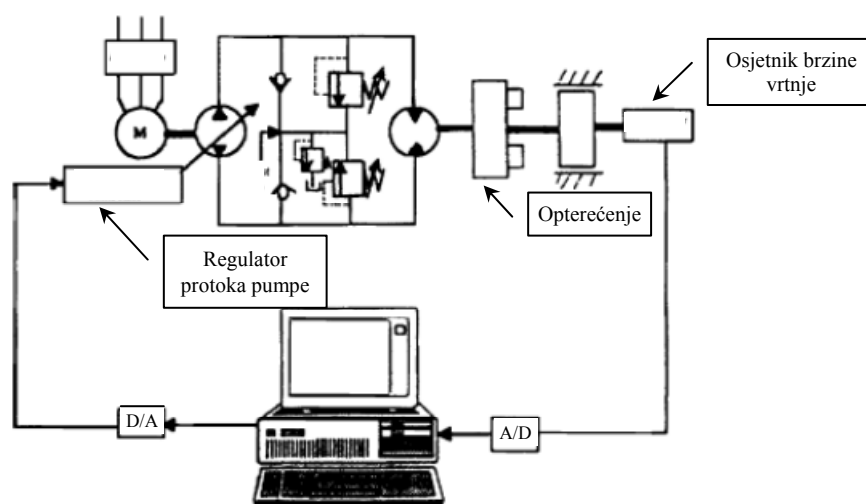 Osjetnik brzine
vrtnje
M
Opterećenje
Regulator
protoka pumpe
D/A
A/D